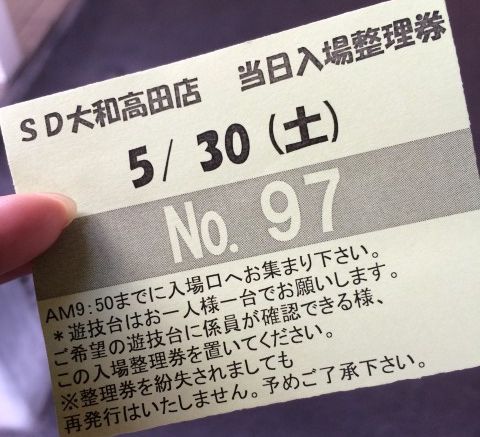 SD大和高田店 当日入場整理券
5/ 30 (土)
No. 97
AM9:50までに入場口へお集まり下さい。
*遊技台はお一人様一台でお願いします。
ご希望の遊技台に係員が確認できる様、
この入場整理券を置いてください。
※整理券を紛失されましても
再発行はいたしません。予めご了承下さい。